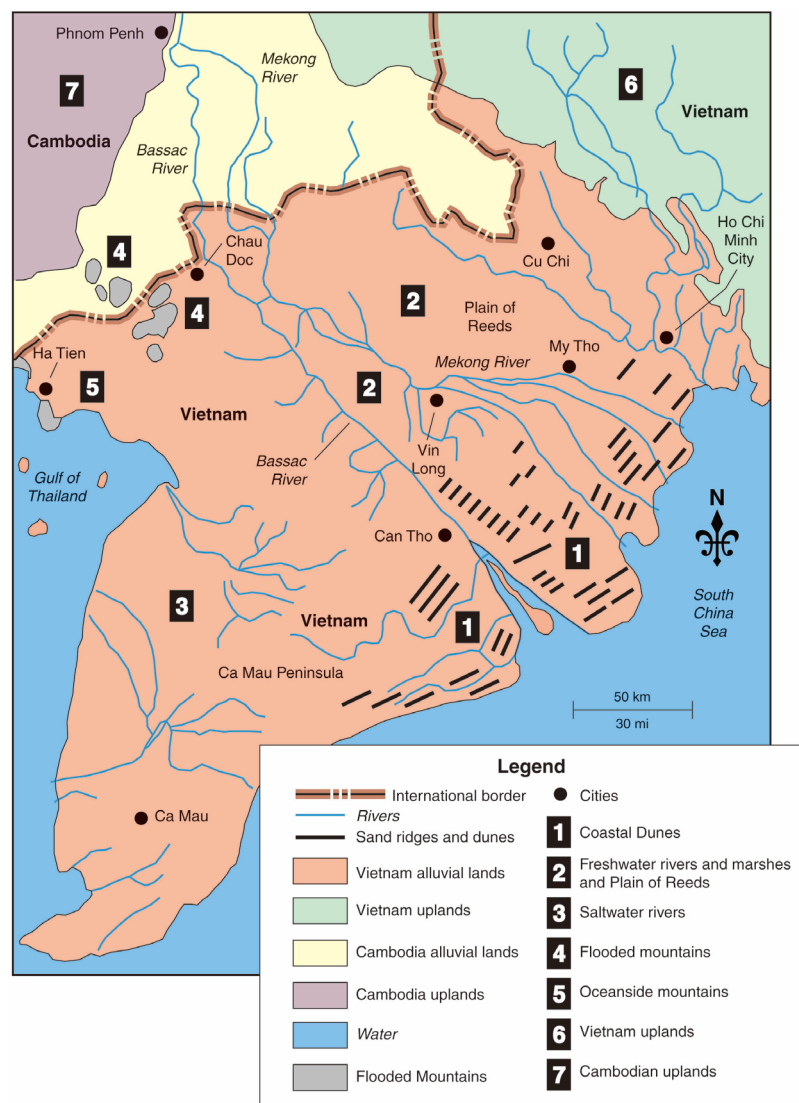 Phnom Penh
Mekong
River
7
6
Vietnam
Cambodia
Bassac
River
Ho Chi
Minh
City
4
Chau
Doc
Cu Chi
4
2
Plain of
Reeds
Ha Tien
My Tho
Mekong River
5
2
Vietnam
Vin
Long
Bassac
River
Gulf of
Thailand
N
Can Tho
1
3
Vietnam
1
South
China
Sea
Ca Mau Peninsula
50 km
30 mi
Ca Mau
Legend
International border
Rivers
Sand ridges and dunes
Vietnam alluvial lands
Vietnam uplands
Cambodia alluvial lands
Cambodia uplands
Water
Flooded Mountains
Cities
1 Coastal Dunes
2 Freshwater rivers and marshes
and Plain of Reeds
3 Saltwater rivers
4 Flooded mountains
5 Oceanside mountains
6 Vietnam uplands
7 Cambodian uplands